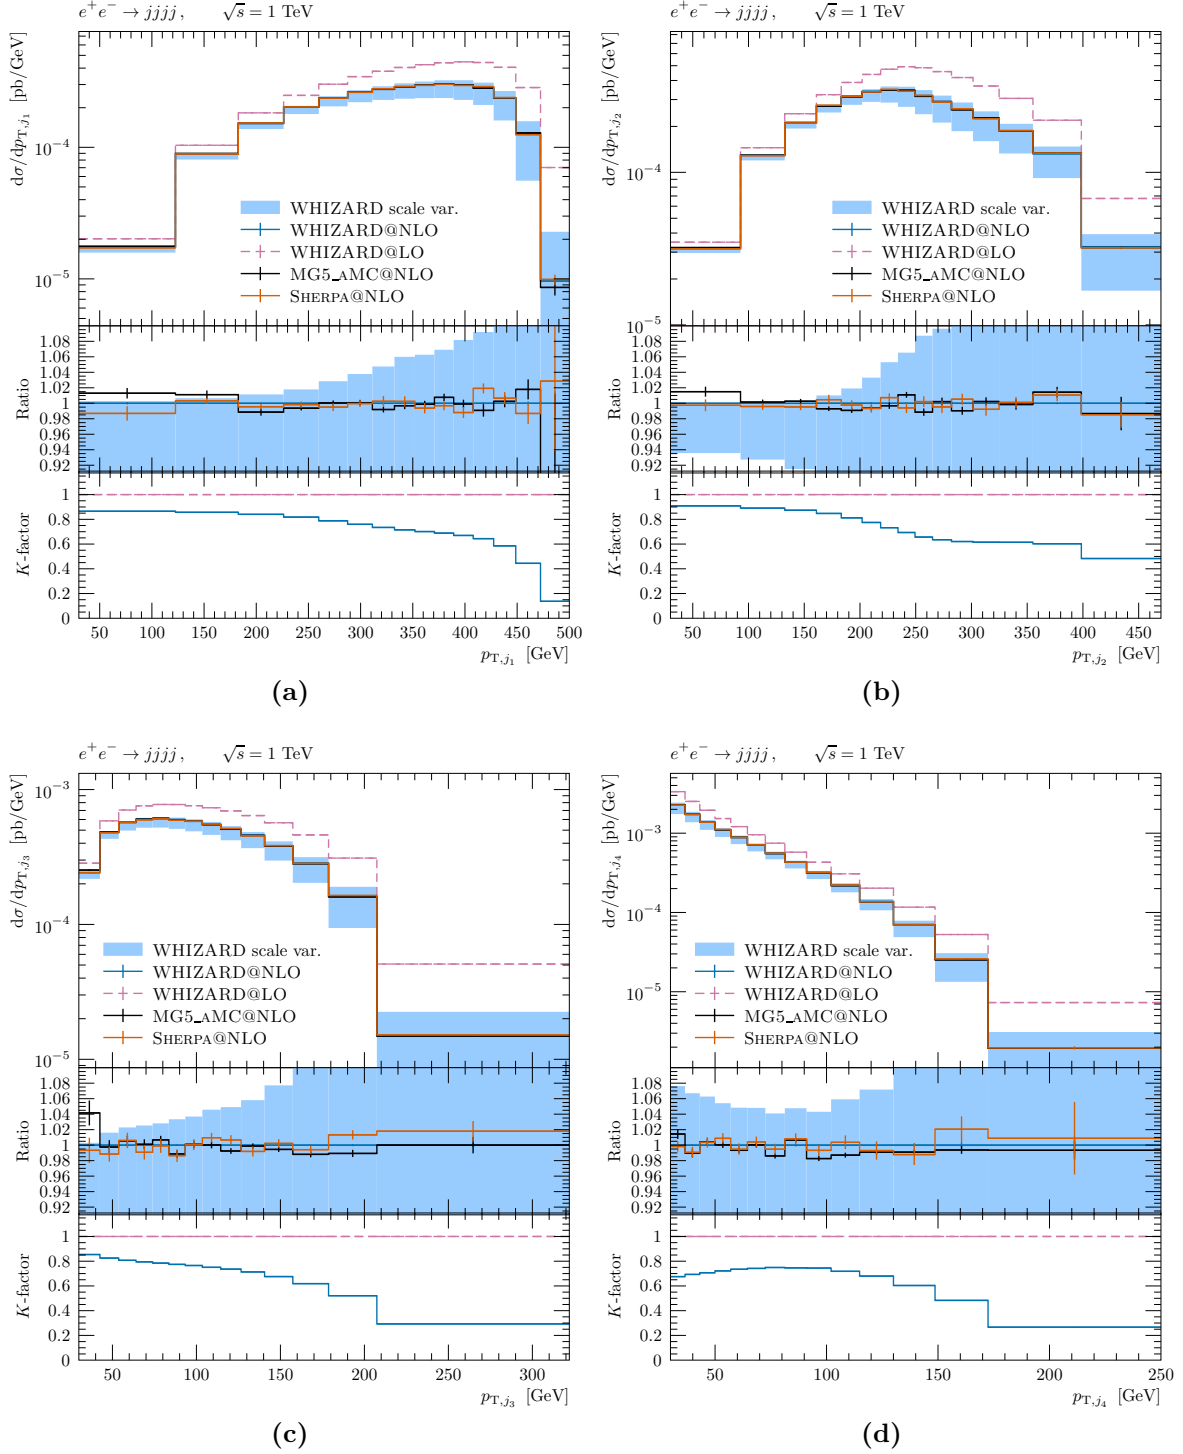 e⁺e⁻ → jjjj , √s = 1 TeV
dσ/dp_{T,j₁} [pb/GeV]
10⁻⁴
10⁻⁵
WHIZARD scale var.
WHIZARD@NLO
WHIZARD@LO
MG5_aMC@NLO
Sherpa@NLO
Ratio
1.08
1.06
1.04
1.02
1
0.98
0.96
0.94
0.92
K-factor
1
0.8
0.6
0.4
0.2
0
50 100 150 200 250 300 350 400 450 500
p_{T,j₁} [GeV]
(a)
e⁺e⁻ → jjjj , √s = 1 TeV
dσ/dp_{T,j₂} [pb/GeV]
10⁻⁴
10⁻⁵
WHIZARD scale var.
WHIZARD@NLO
WHIZARD@LO
MG5_aMC@NLO
Sherpa@NLO
Ratio
1.08
1.06
1.04
1.02
1
0.98
0.96
0.94
0.92
K-factor
1
0.8
0.6
0.4
0.2
0
50 100 150 200 250 300 350 400 450
p_{T,j₂} [GeV]
(b)
e⁺e⁻ → jjjj , √s = 1 TeV
dσ/dp_{T,j₃} [pb/GeV]
10⁻³
10⁻⁴
10⁻⁵
WHIZARD scale var.
WHIZARD@NLO
WHIZARD@LO
MG5_aMC@NLO
Sherpa@NLO
Ratio
1.08
1.06
1.04
1.02
1
0.98
0.96
0.94
0.92
K-factor
1
0.8
0.6
0.4
0.2
0
50 100 150 200 250 300
p_{T,j₃} [GeV]
(c)
e⁺e⁻ → jjjj , √s = 1 TeV
dσ/dp_{T,j₄} [pb/GeV]
10⁻³
10⁻⁴
10⁻⁵
WHIZARD scale var.
WHIZARD@NLO
WHIZARD@LO
MG5_aMC@NLO
Sherpa@NLO
Ratio
1.08
1.06
1.04
1.02
1
0.98
0.96
0.94
0.92
K-factor
1
0.8
0.6
0.4
0.2
0
50 100 150 200 250
p_{T,j₄} [GeV]
(d)